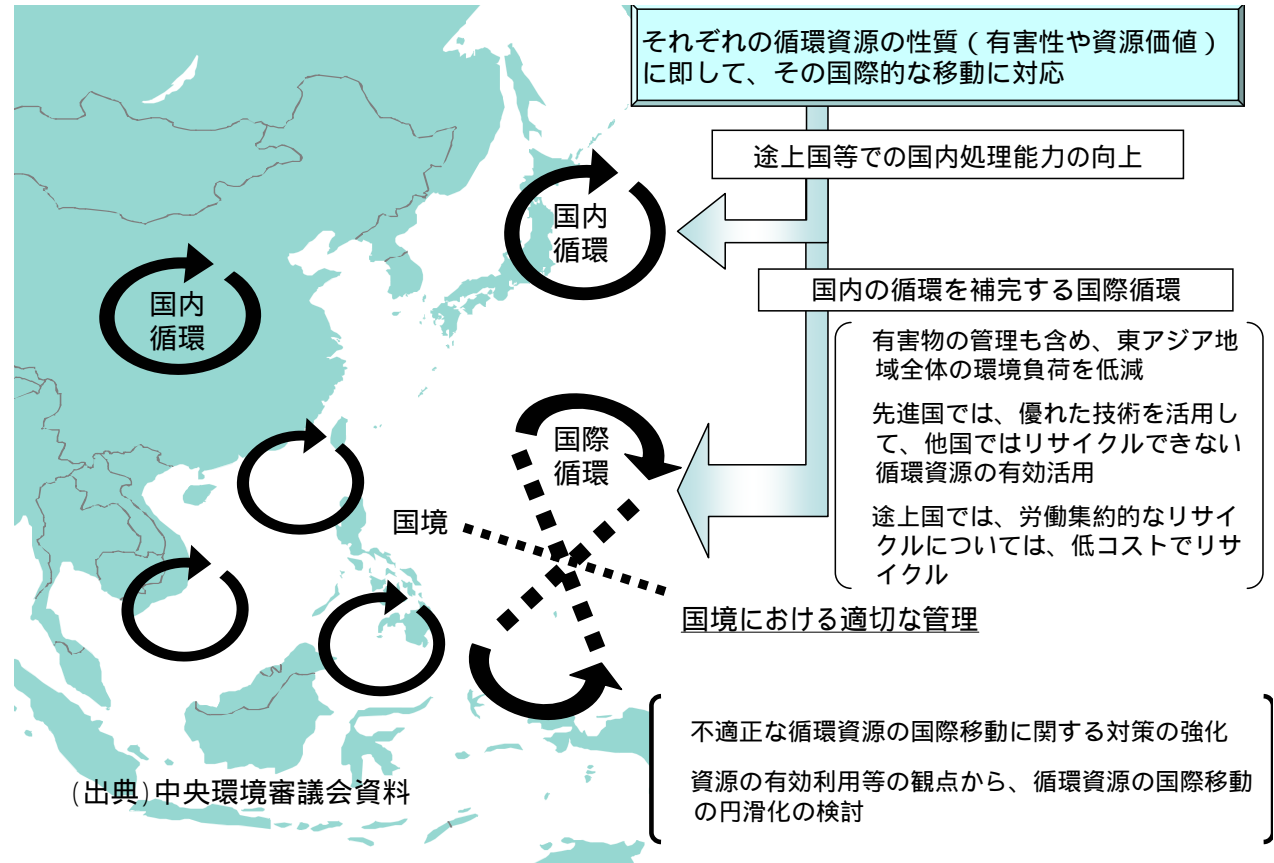 それぞれの循環資源の性質(有害性や資源価値)
に即して、その国際的な移動に対応
途上国等での国内処理能力の向上
国内
循環
国内
循環
国内の循環を補完する国際循環
有害物の管理も含め、東アジア地
域全体の環境負荷を低減
先進国では、優れた技術を活用し
て、他国ではリサイクルできない
循環資源の有効活用
途上国では、労働集約的なリサイ
クルについては、低コストでリサ
イクル
国際
循環
国境
国境における適切な管理
不適正な循環資源の国際移動に関する対策の強化
資源の有効利用等の観点から、循環資源の国際移動
の円滑化の検討
(出典)中央環境審議会資料